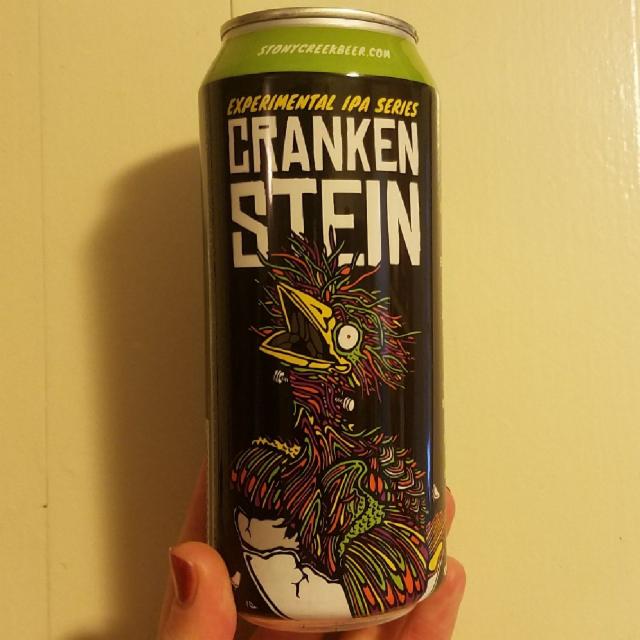 STONYCREEKBEER.COM
EXPERIMENTAL IPA SERIES
CRANKEN
STEIN